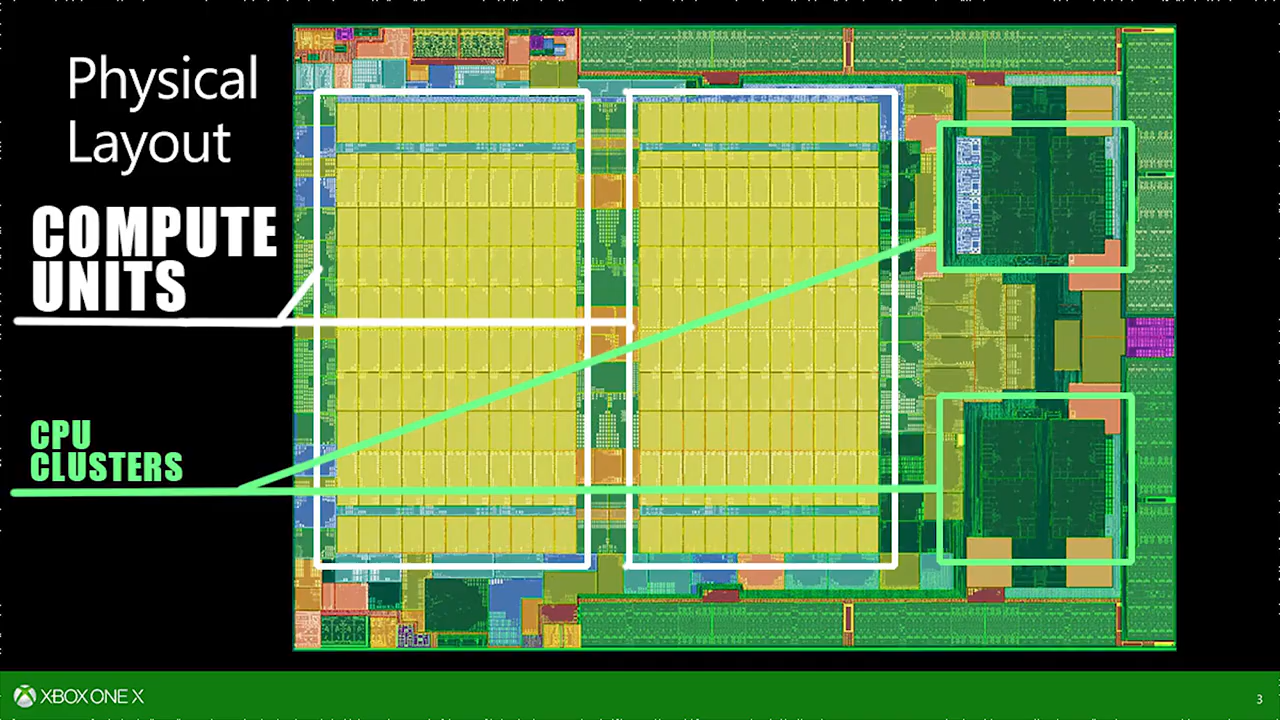 Physical
Layout
COMPUTE
UNITS
CPU
CLUSTERS
XBOX ONE X
3